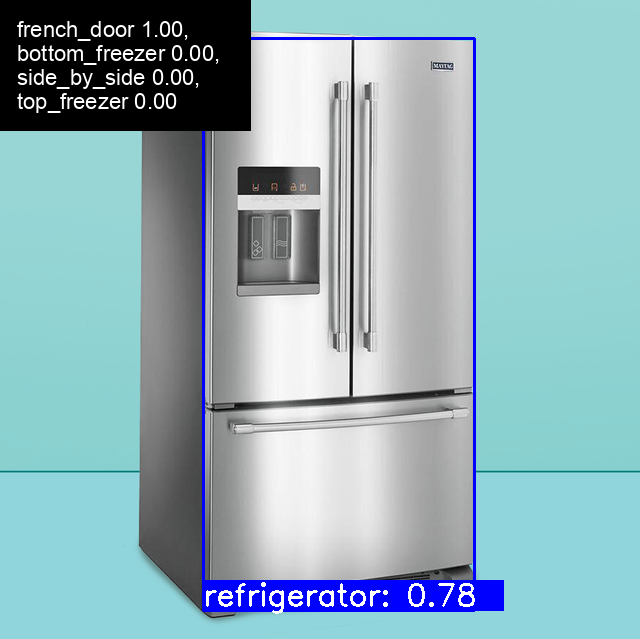 french_door 1.00,
bottom_freezer 0.00,
side_by_side 0.00,
top_freezer 0.00
MAYTAG
refrigerator: 0.78